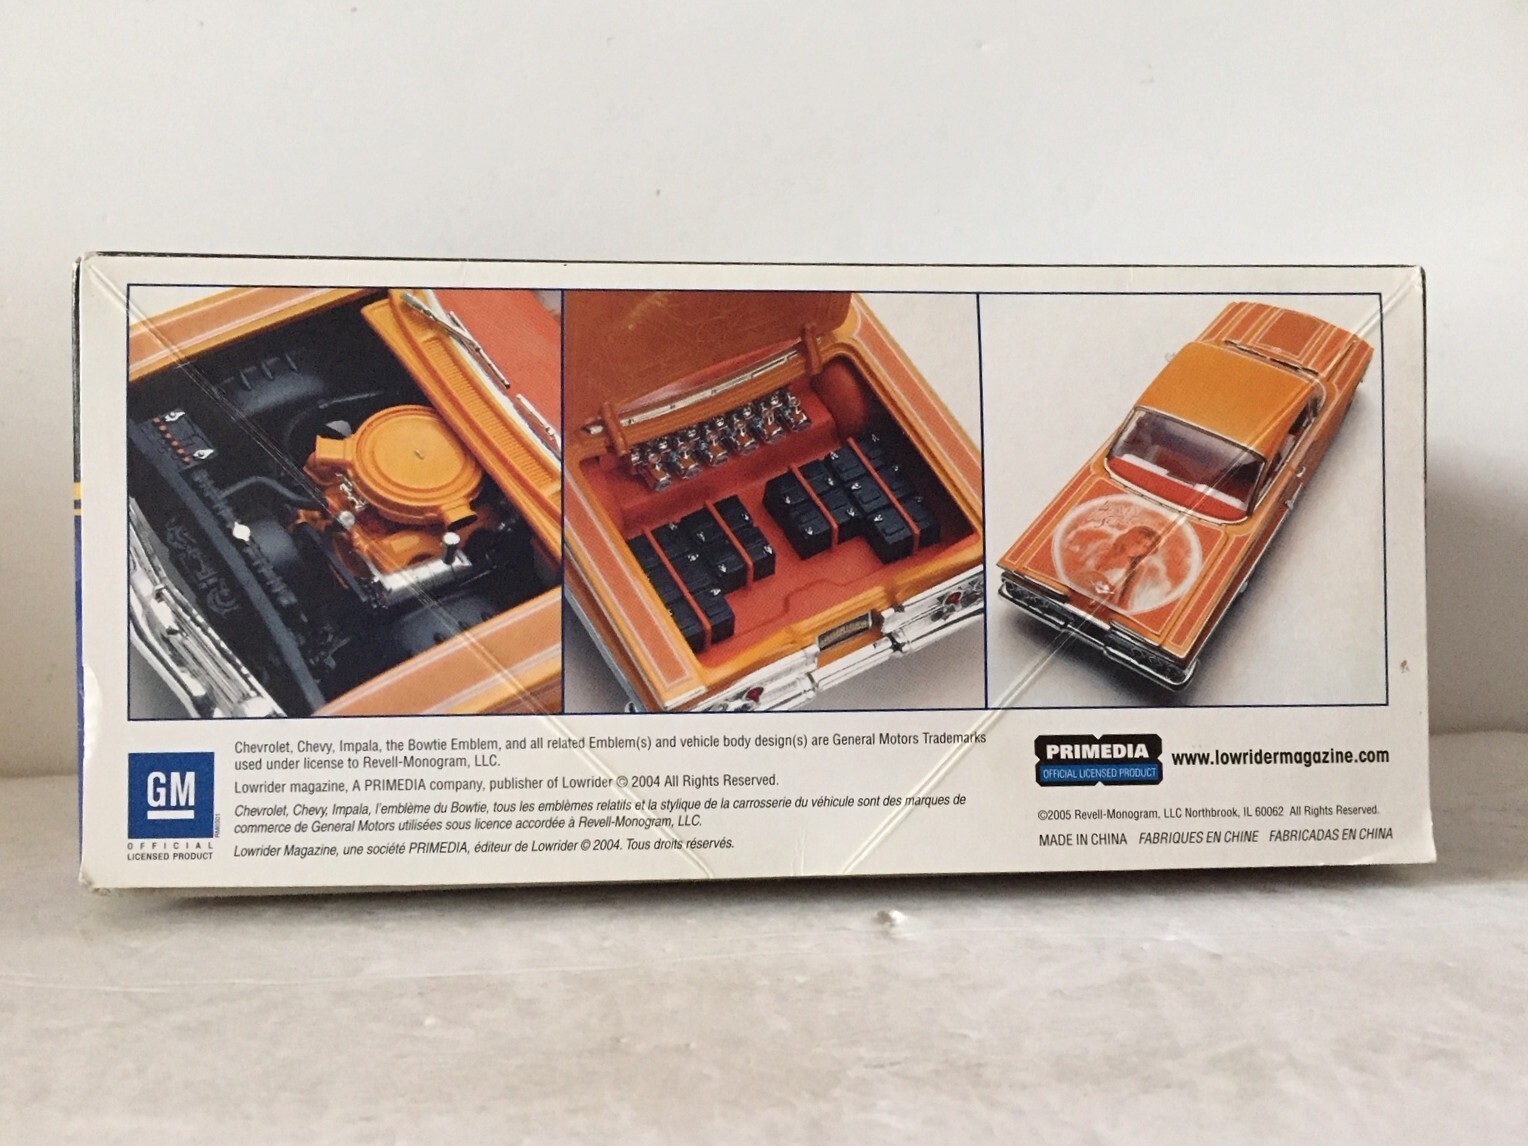 Chevrolet, Chevy, Impala, the Bowtie Emblem, and all related Emblem(s) and vehicle body design(s) are General Motors Trademarks
used under license to Revell-Monogram, LLC.
Lowrider magazine, A PRIMEDIA company, publisher of Lowrider © 2004 All Rights Reserved.
Chevrolet, Chevy, Impala, l'emblème du Bowtie, tous les emblèmes relatifs et la stylique de la carrosserie du véhicule sont des marques de
commerce de General Motors utilisées sous licence accordée à Revell-Monogram, LLC.
Lowrider Magazine, une société PRIMEDIA, éditeur de Lowrider © 2004. Tous droits réservés.
GM
OFFICIAL
LICENSED PRODUCT
PRIMEDIA
OFFICIAL LICENSED PRODUCT
www.lowridermagazine.com
©2005 Revell-Monogram, LLC Northbrook, IL 60062 All Rights Reserved.
MADE IN CHINA FABRIQUES EN CHINE FABRICADAS EN CHINA